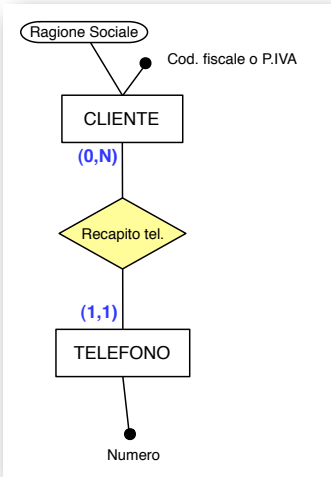 Ragione Sociale
Cod. fiscale o P.IVA
CLIENTE
(0,N)
Recapito tel.
(1,1)
TELEFONO
Numero